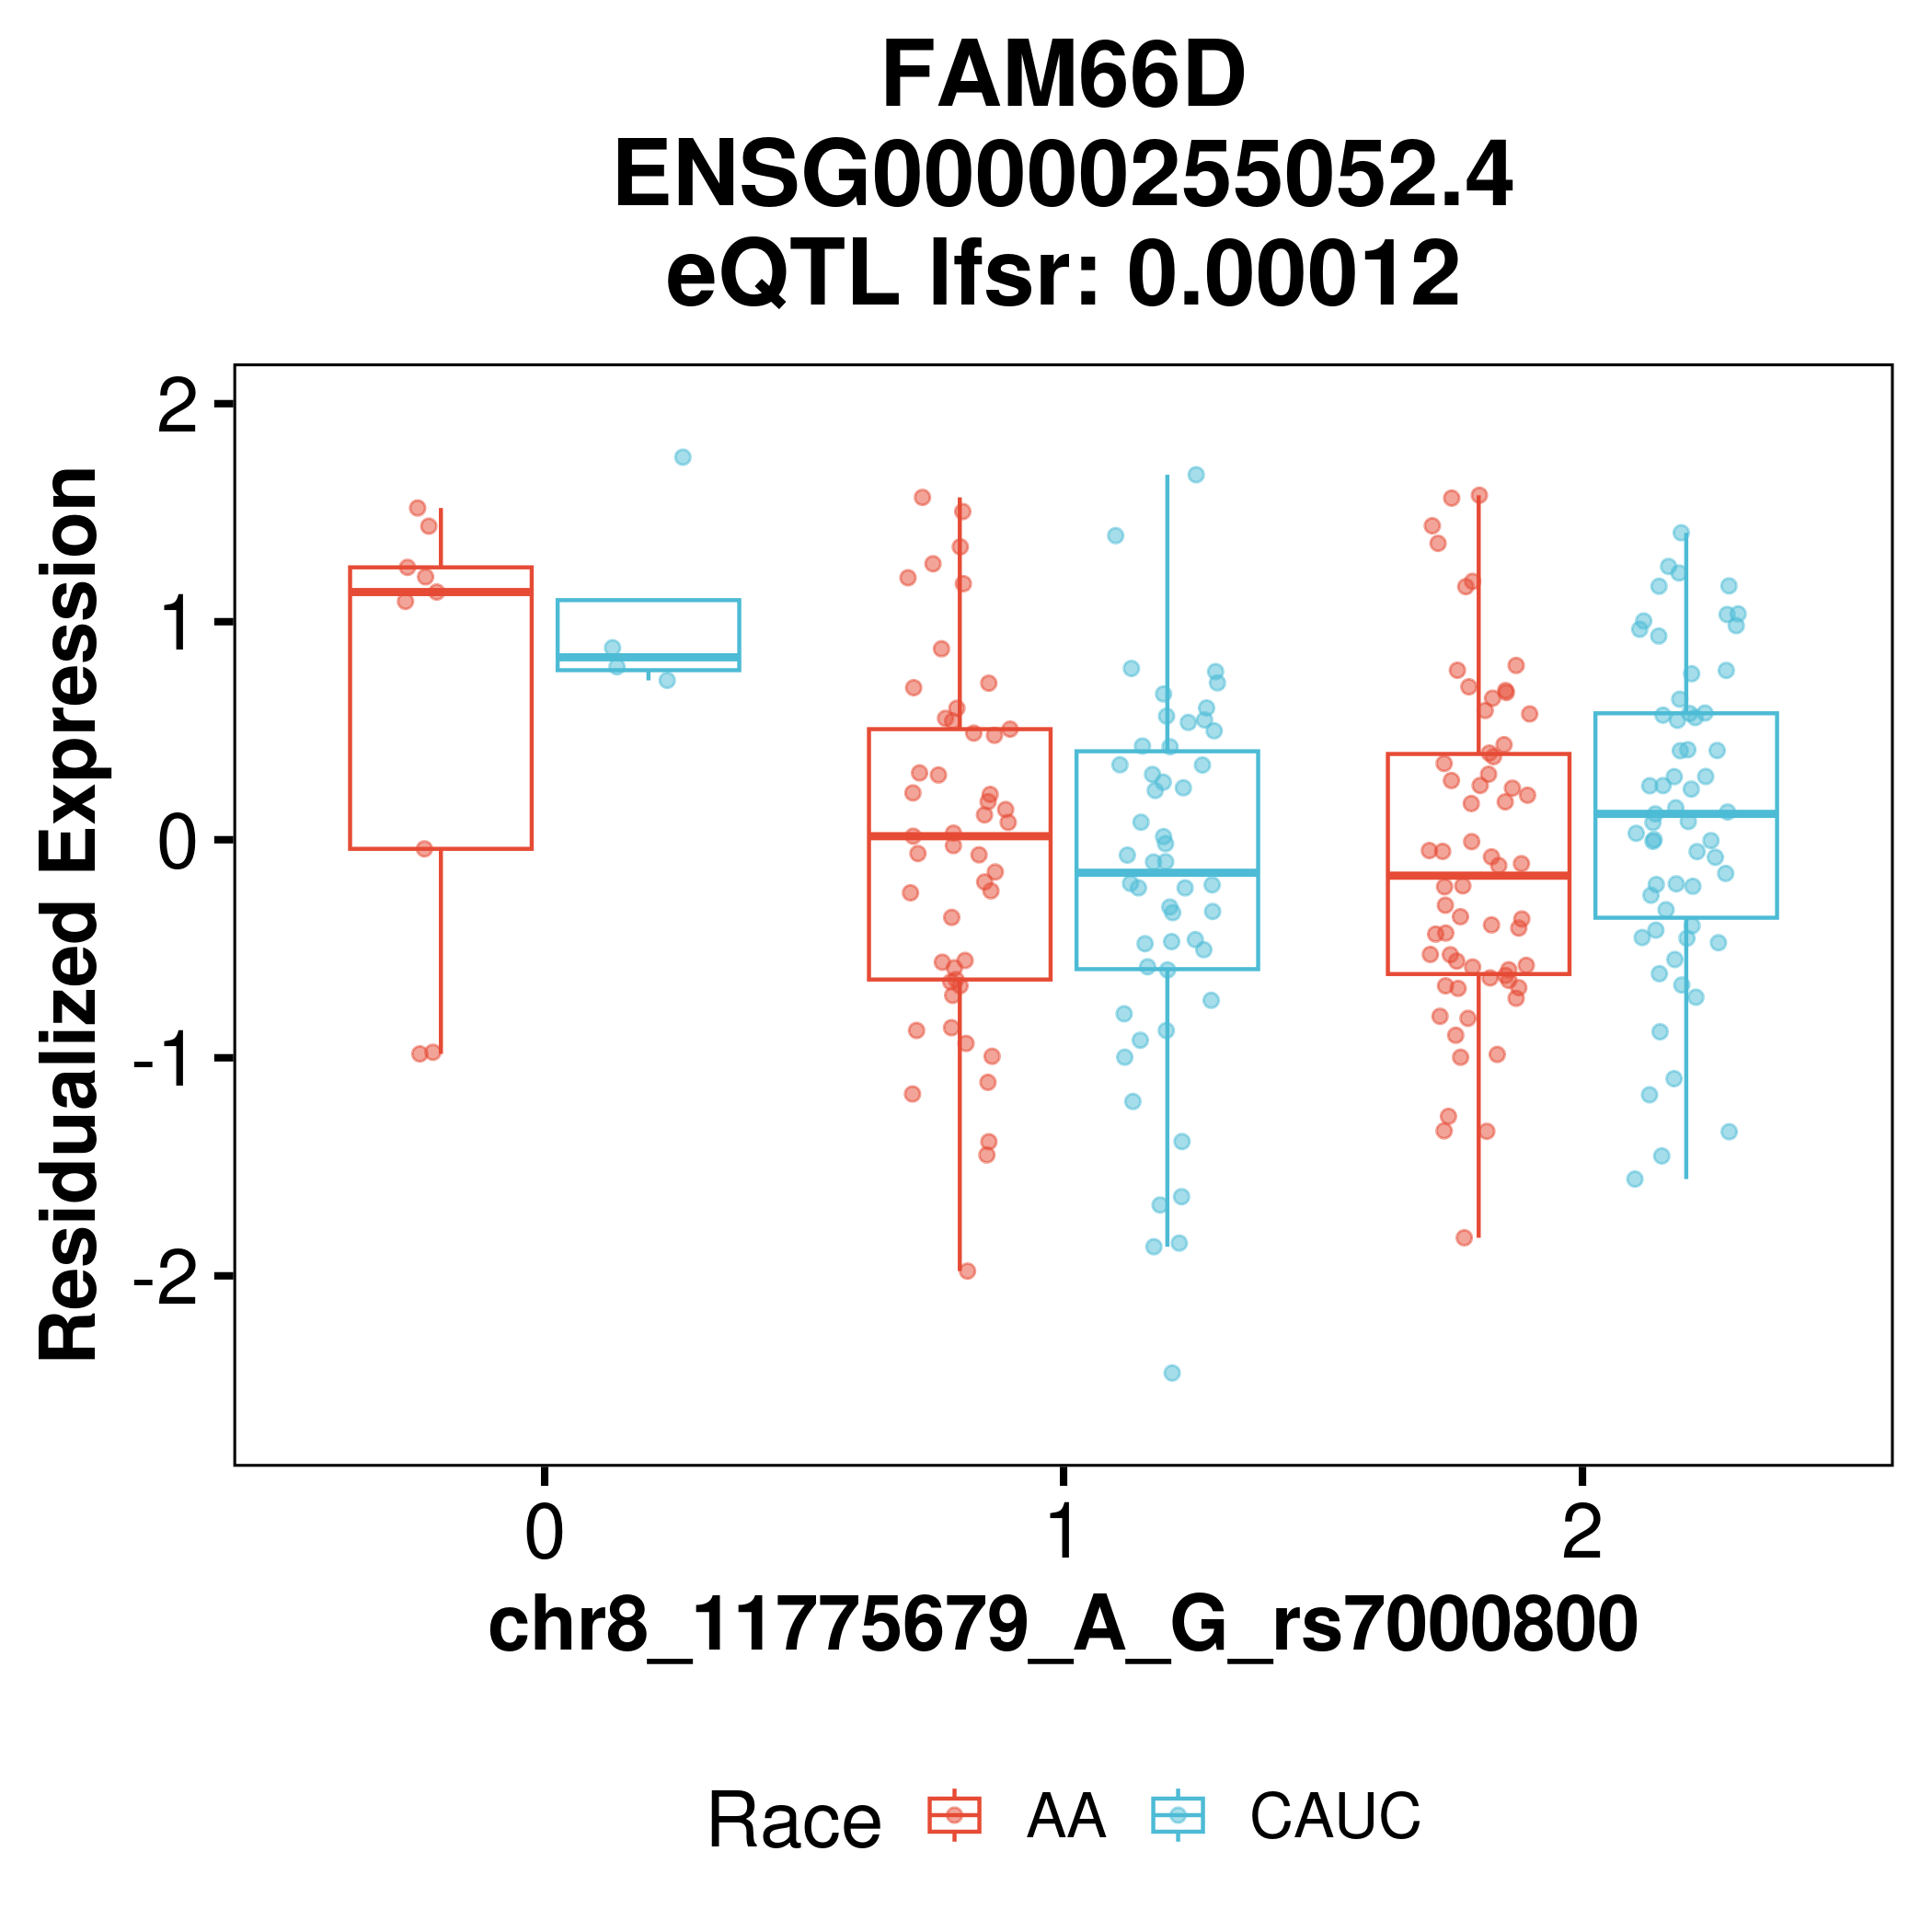 FAM66D
ENSG00000255052.4
eQTL lfsr: 0.00012
Residualized Expression
2
1
0
-1
-2
0 1 2
chr8_11775679_A_G_rs7000800
Race AA CAUC